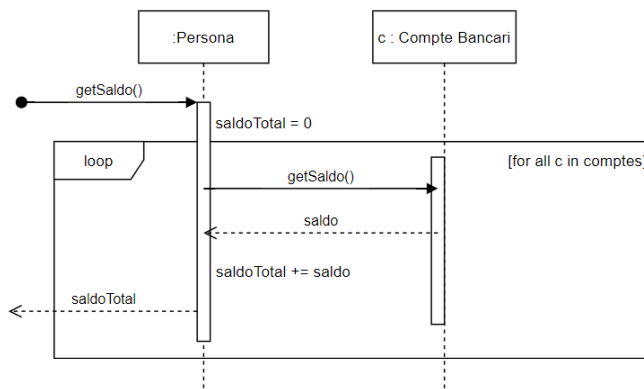 :Persona
c : Compte Bancari
getSaldo()
saldoTotal = 0
loop
[for all c in comptes]
getSaldo()
saldo
saldoTotal += saldo
saldoTotal